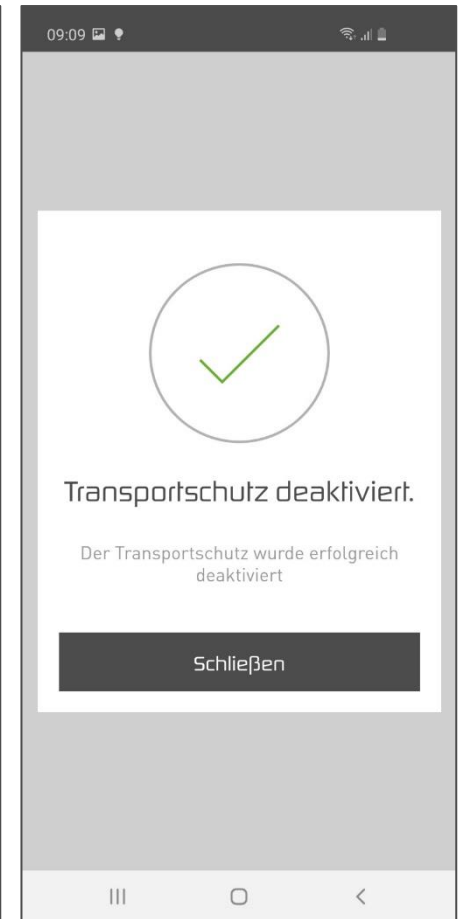 09:09
Transportschutz deaktiviert.
Der Transportschutz wurde erfolgreich
deaktiviert
Schließen